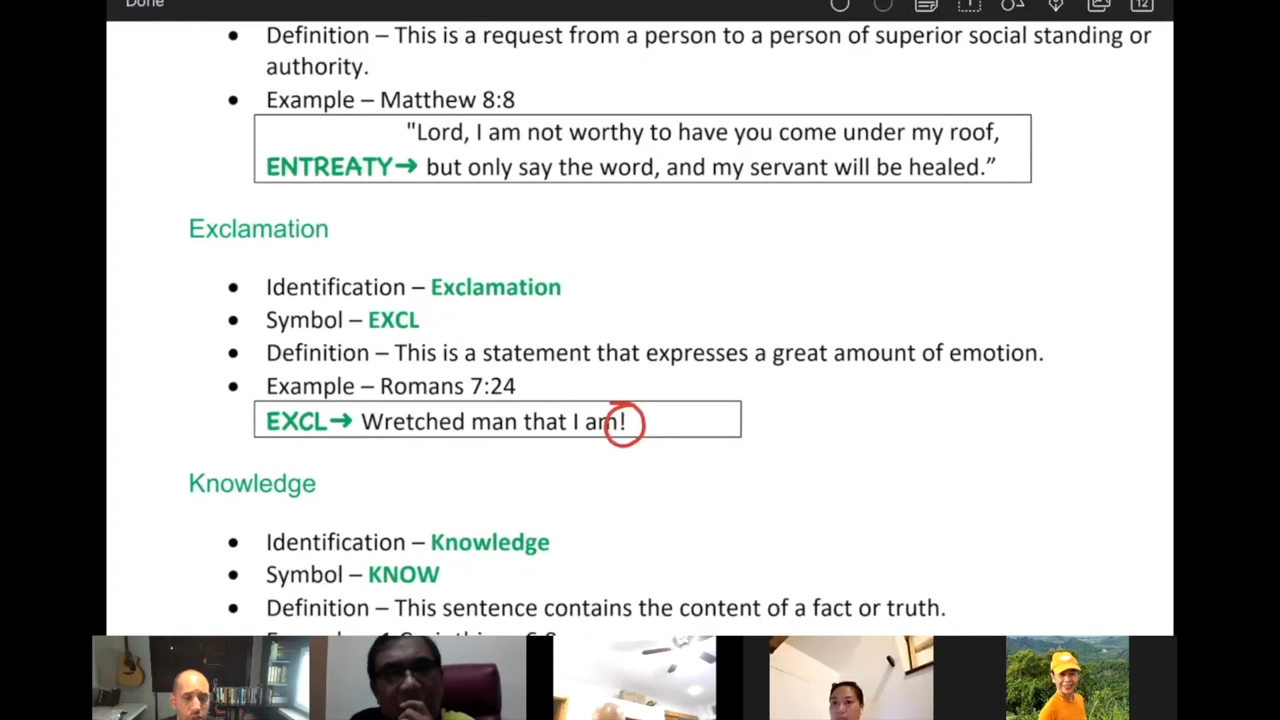 Done
12
• Definition – This is a request from a person to a person of superior social standing or
authority.
• Example – Matthew 8:8
"Lord, I am not worthy to have you come under my roof,
ENTREATY→ but only say the word, and my servant will be healed.”
Exclamation
• Identification – Exclamation
• Symbol – EXCL
• Definition – This is a statement that expresses a great amount of emotion.
• Example – Romans 7:24
EXCL→ Wretched man that I am!
Knowledge
• Identification – Knowledge
• Symbol – KNOW
• Definition – This sentence contains the content of a fact or truth.